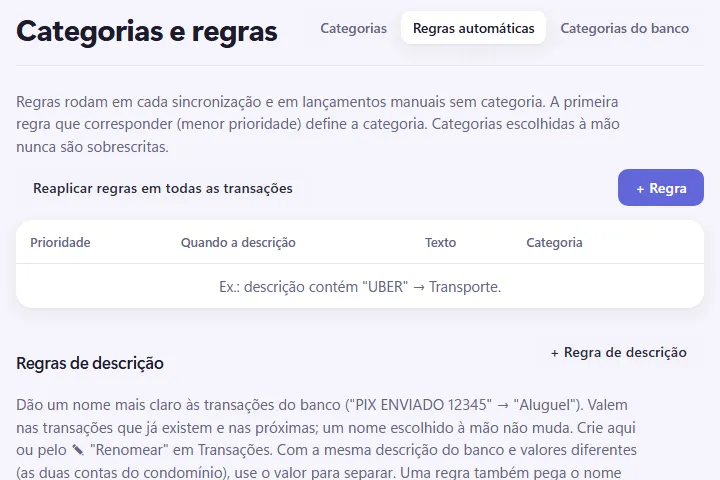 Categorias e regras
Categorias
Regras automáticas
Categorias do banco
Regras rodam em cada sincronização e em lançamentos manuais sem categoria. A primeira
regra que corresponder (menor prioridade) define a categoria. Categorias escolhidas à mão
nunca são sobrescritas.
Reaplicar regras em todas as transações
+ Regra
Prioridade
Quando a descrição
Texto
Categoria
Ex.: descrição contém "UBER" → Transporte.
+ Regra de descrição
Regras de descrição
Dão um nome mais claro às transações do banco ("PIX ENVIADO 12345" → "Aluguel"). Valem
nas transações que já existem e nas próximas; um nome escolhido à mão não muda. Crie aqui
ou pelo ✎ "Renomear" em Transações. Com a mesma descrição do banco e valores diferentes
(as duas contas do condomínio), use o valor para separar. Uma regra também pega o nome